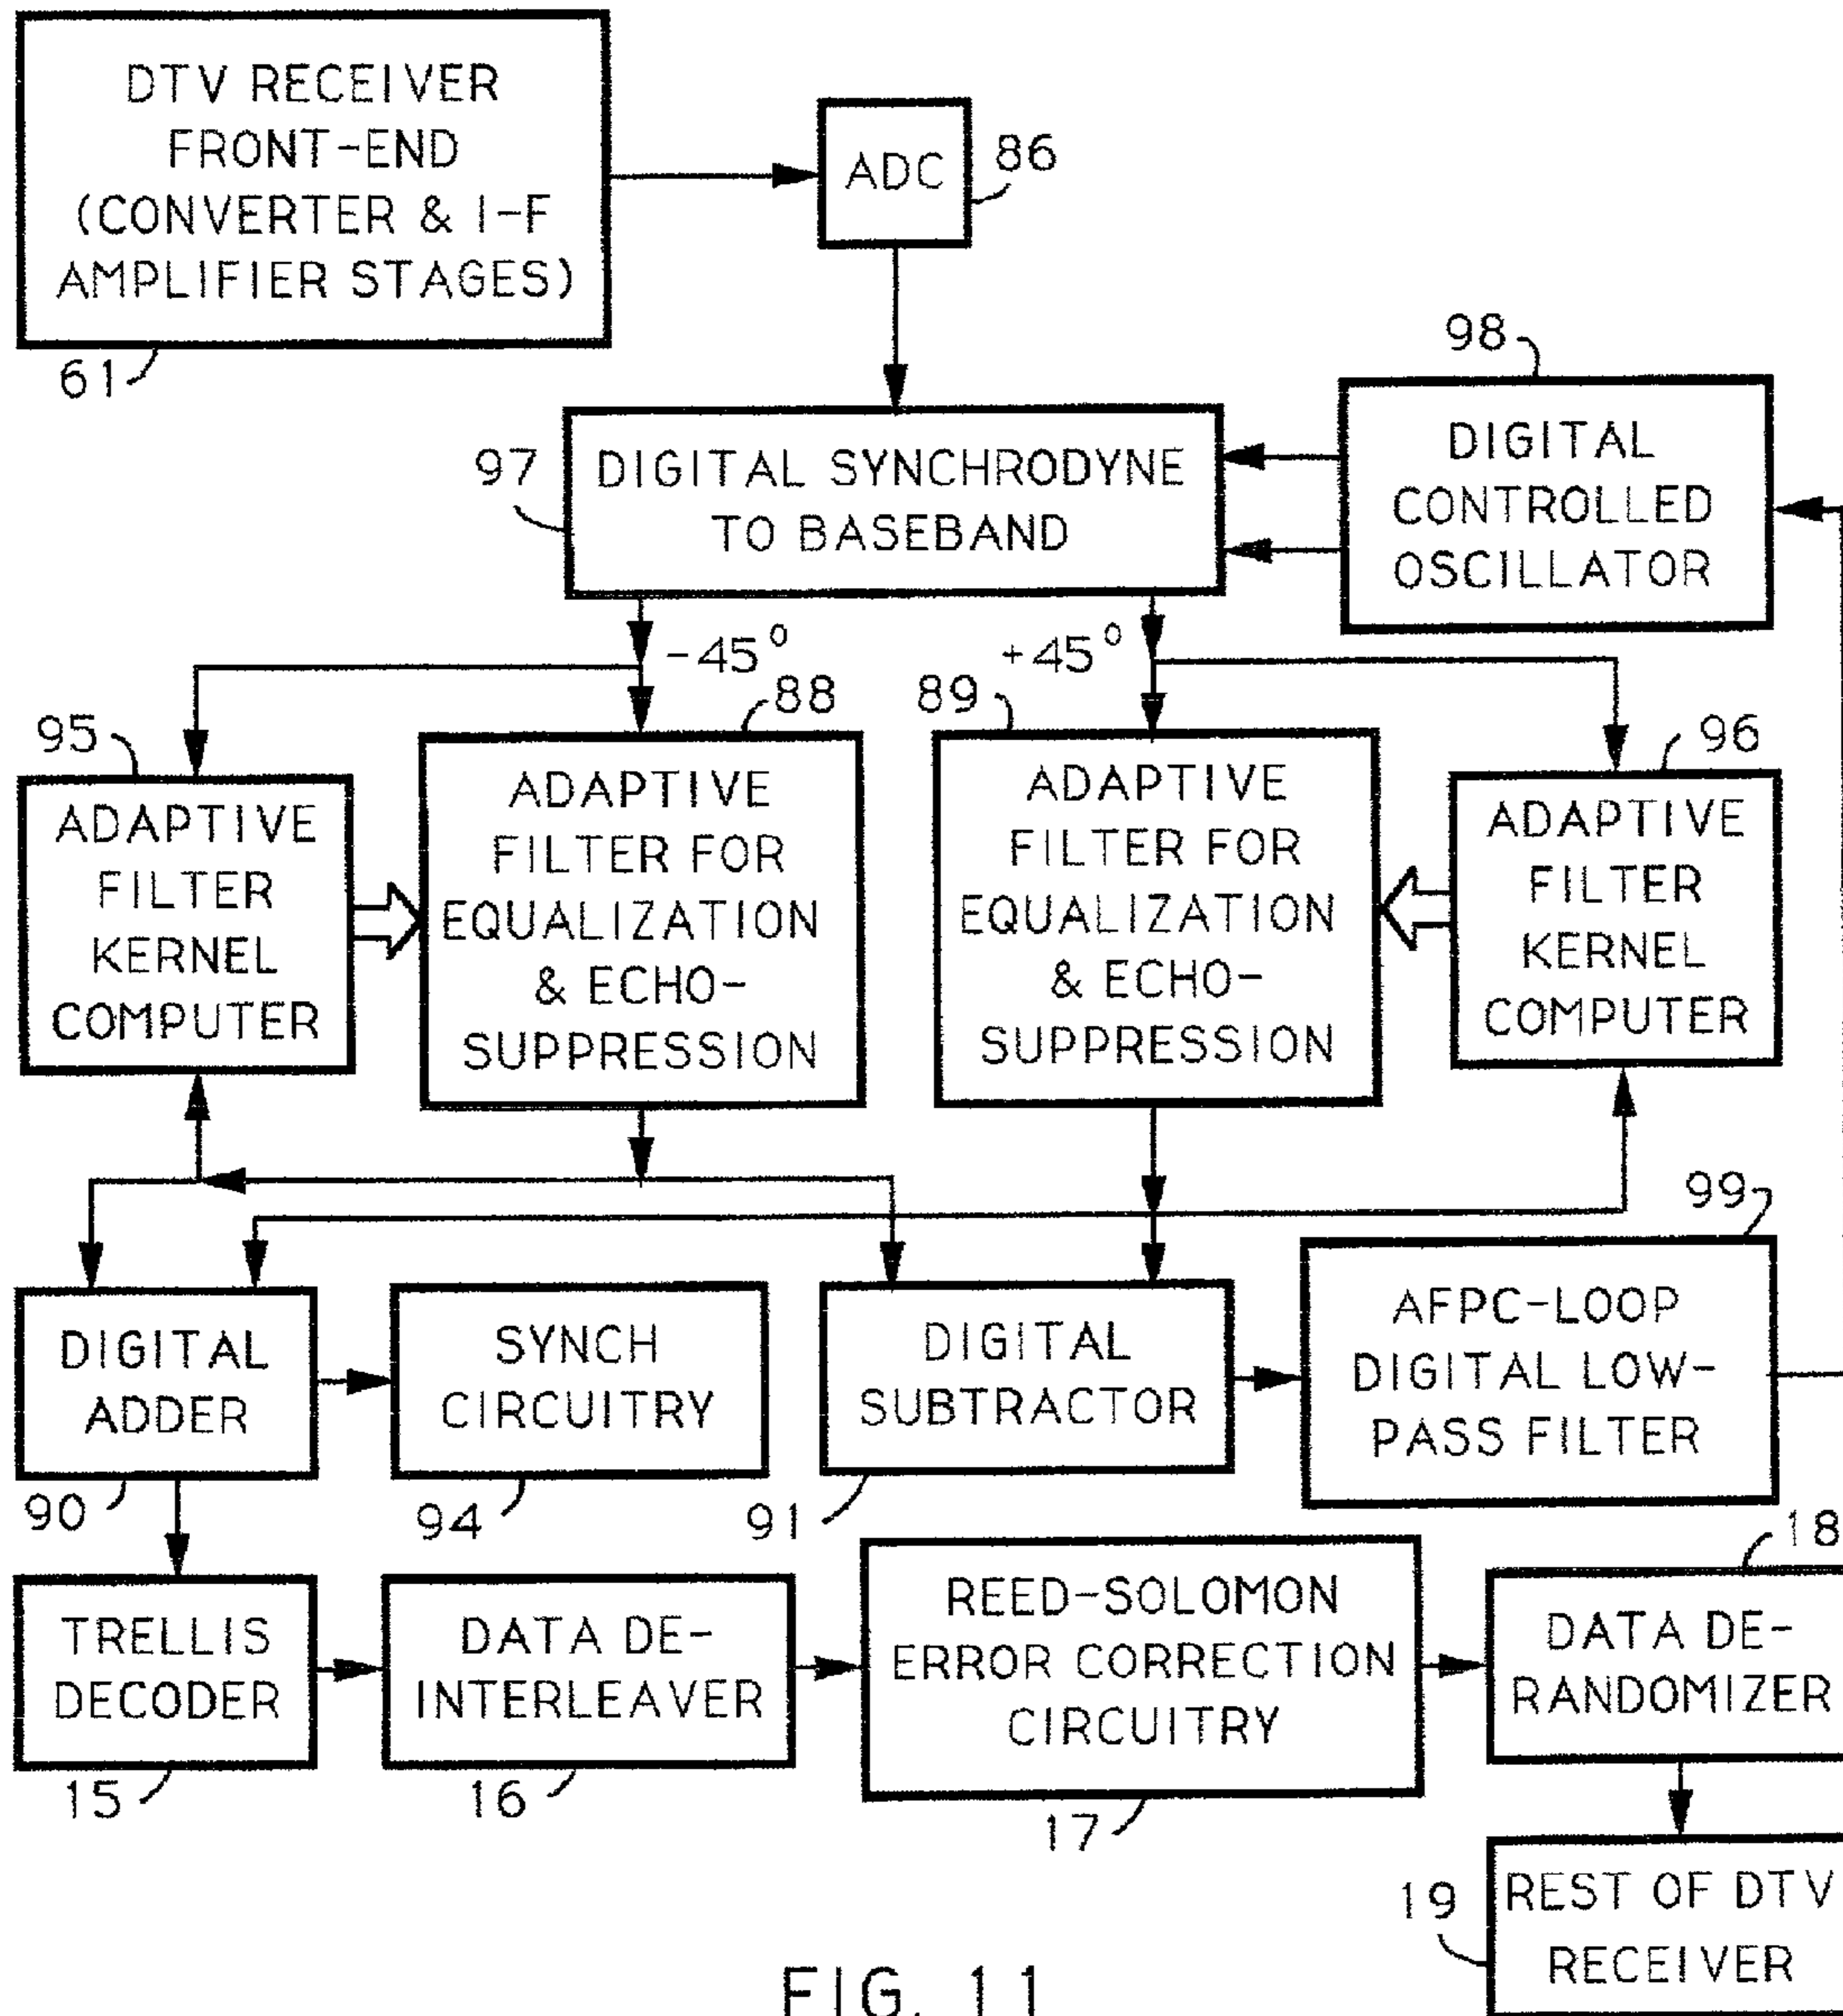 DTV RECEIVER
FRONT-END
(CONVERTER & I-F
AMPLIFIER STAGES)
61
ADC
86
98
97
DIGITAL SYNCHRODYNE
TO BASEBAND
DIGITAL
CONTROLLED
OSCILLATOR
-45°
+45°
95
88
89
96
ADAPTIVE
FILTER
KERNEL
COMPUTER
ADAPTIVE
FILTER FOR
EQUALIZATION
& ECHO-
SUPPRESSION
ADAPTIVE
FILTER FOR
EQUALIZATION
& ECHO-
SUPPRESSION
ADAPTIVE
FILTER
KERNEL
COMPUTER
99
DIGITAL
ADDER
SYNCH
CIRCUITRY
DIGITAL
SUBTRACTOR
AFPC-LOOP
DIGITAL LOW-
PASS FILTER
90
94
91
18
TRELLIS
DECODER
DATA DE-
INTERLEAVER
REED-SOLOMON
ERROR CORRECTION
CIRCUITRY
DATA DE-
RANDOMIZER
15
16
17
19
REST OF DTV
RECEIVER
FIG. 11